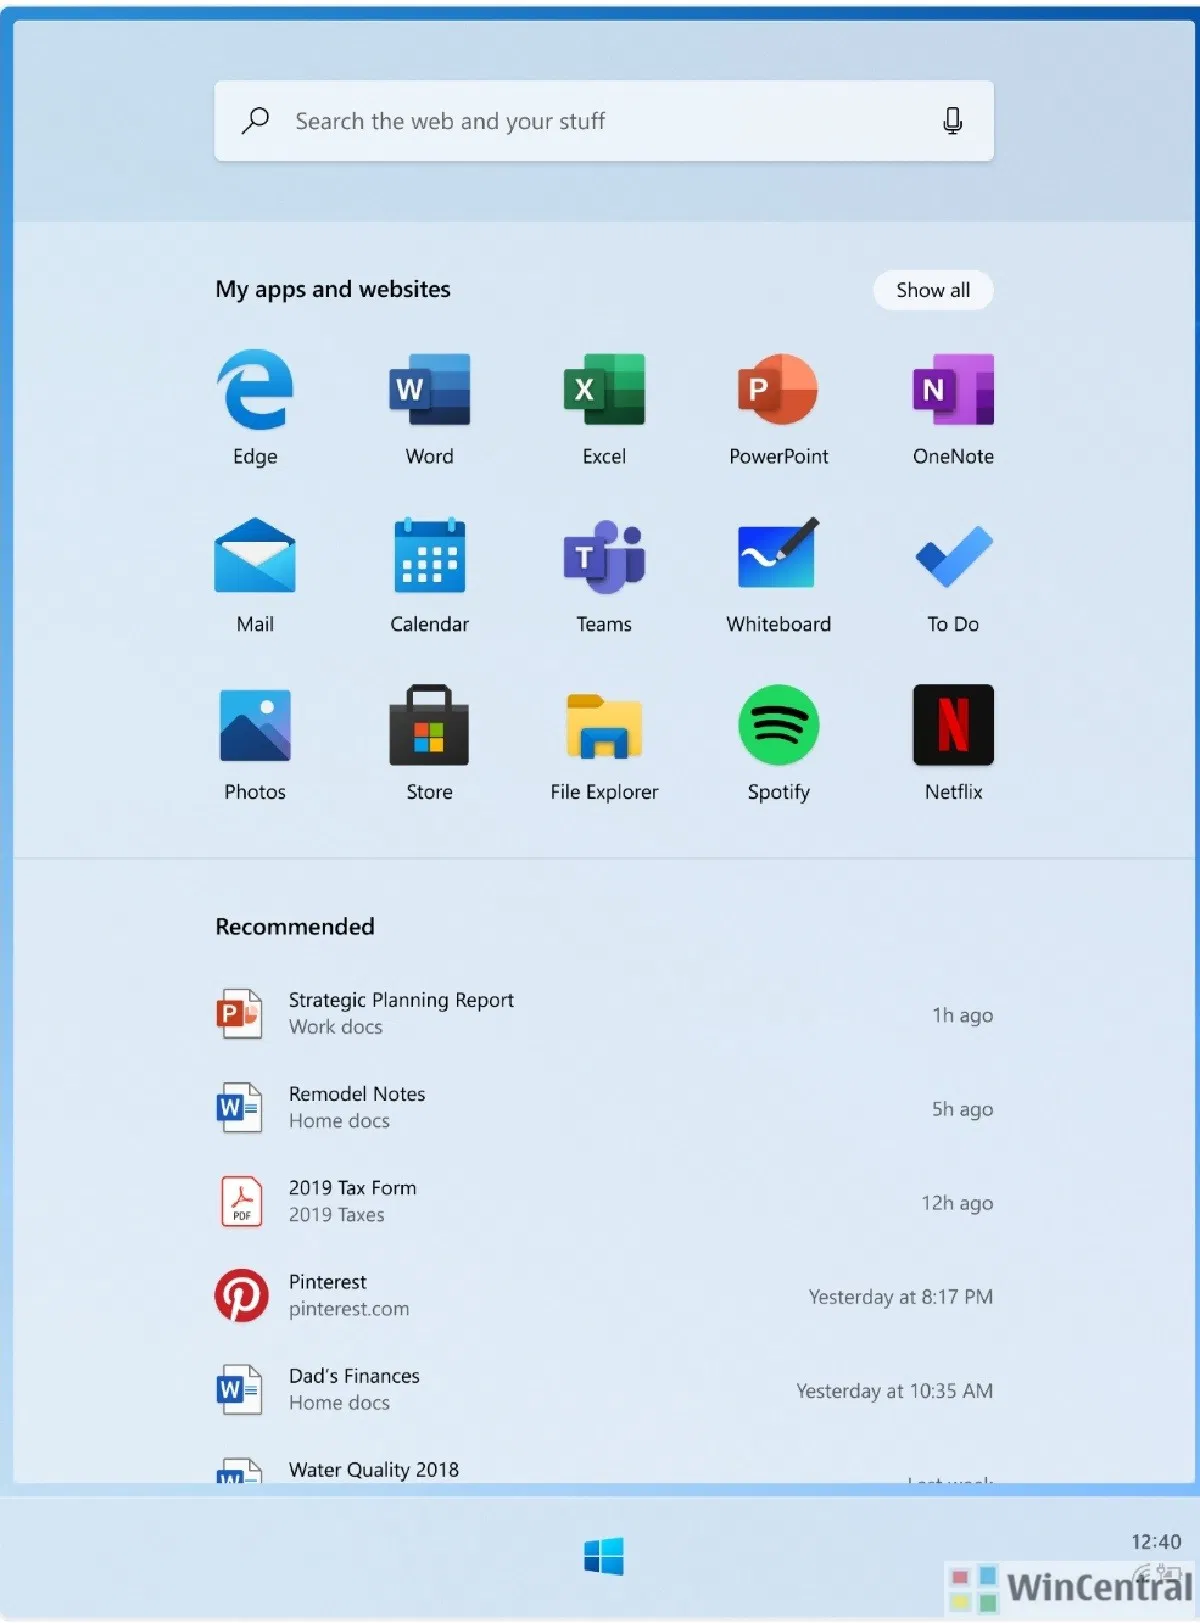 Search the web and your stuff
My apps and websites
Show all
Edge
W
Word
X
Excel
P
PowerPoint
N
OneNote
Mail
Calendar
T
Teams
Whiteboard
To Do
Photos
Store
File Explorer
Spotify
N
Netflix
Recommended
P
Strategic Planning Report
Work docs
1h ago
W
Remodel Notes
Home docs
5h ago
PDF
2019 Tax Form
2019 Taxes
12h ago
Pinterest
pinterest.com
Yesterday at 8:17 PM
W
Dad's Finances
Home docs
Yesterday at 10:35 AM
W
Water Quality 2018
Last week
12:40
WinCentral